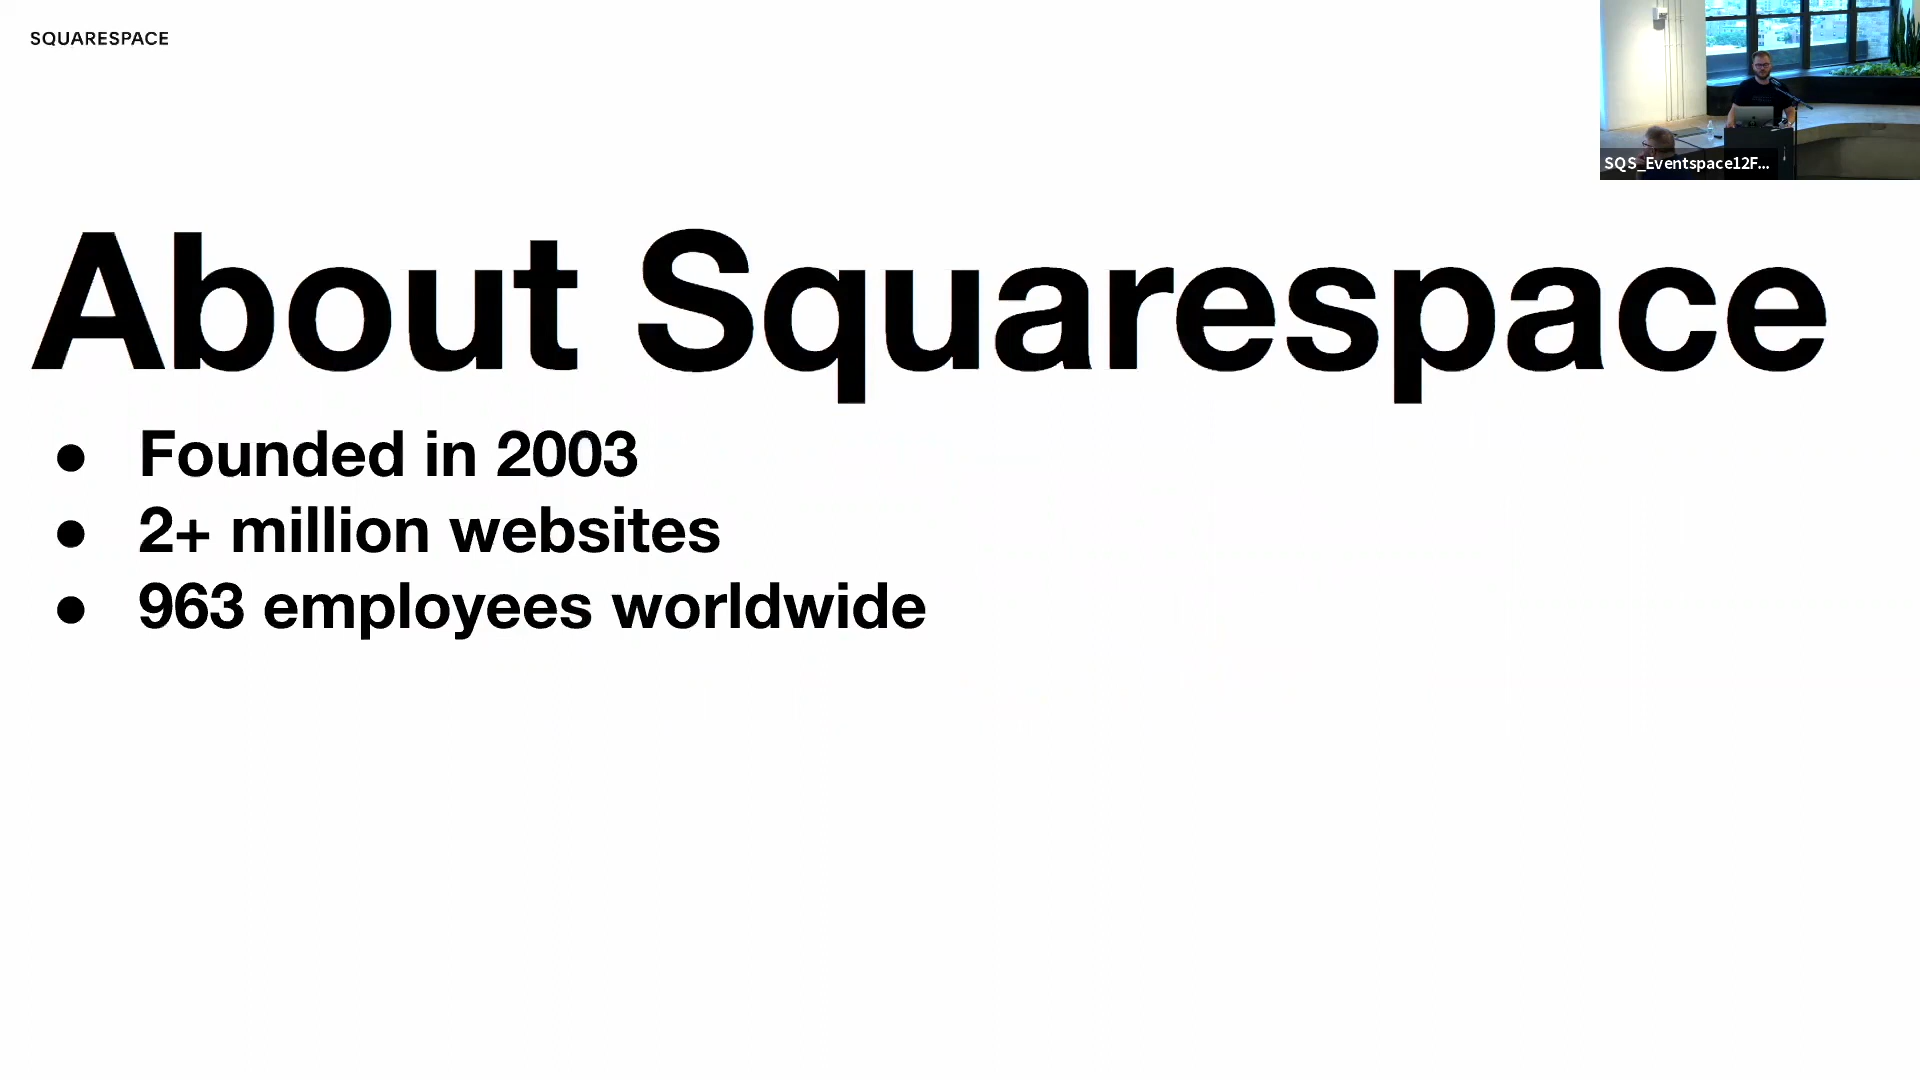 SQUARESPACE
SQS_Eventspace12F...
About Squarespace
● Founded in 2003
● 2+ million websites
● 963 employees worldwide